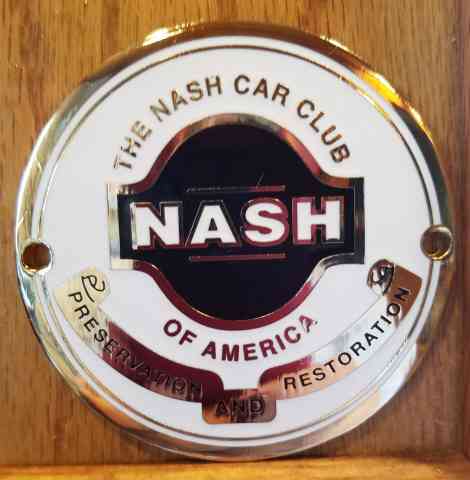 THE NASH CAR CLUB
NASH
OF AMERICA
PRESERVATION AND RESTORATION